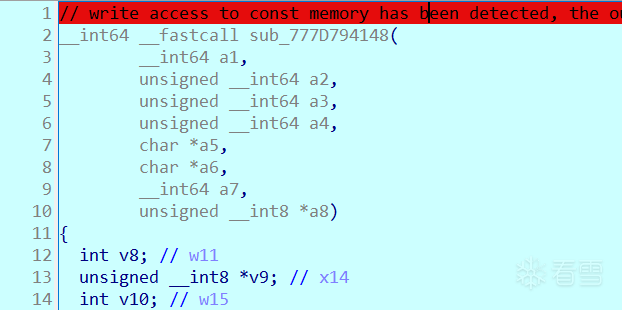 1 // write access to const memory has been detected, the o
2 __int64 __fastcall sub_777D794148(
3 __int64 a1,
4 unsigned __int64 a2,
5 unsigned __int64 a3,
6 unsigned __int64 a4,
7 char *a5,
8 char *a6,
9 __int64 a7,
10 unsigned __int8 *a8)
11 {
12 int v8; // w11
13 unsigned __int8 *v9; // x14
14 int v10; // w15
看雪